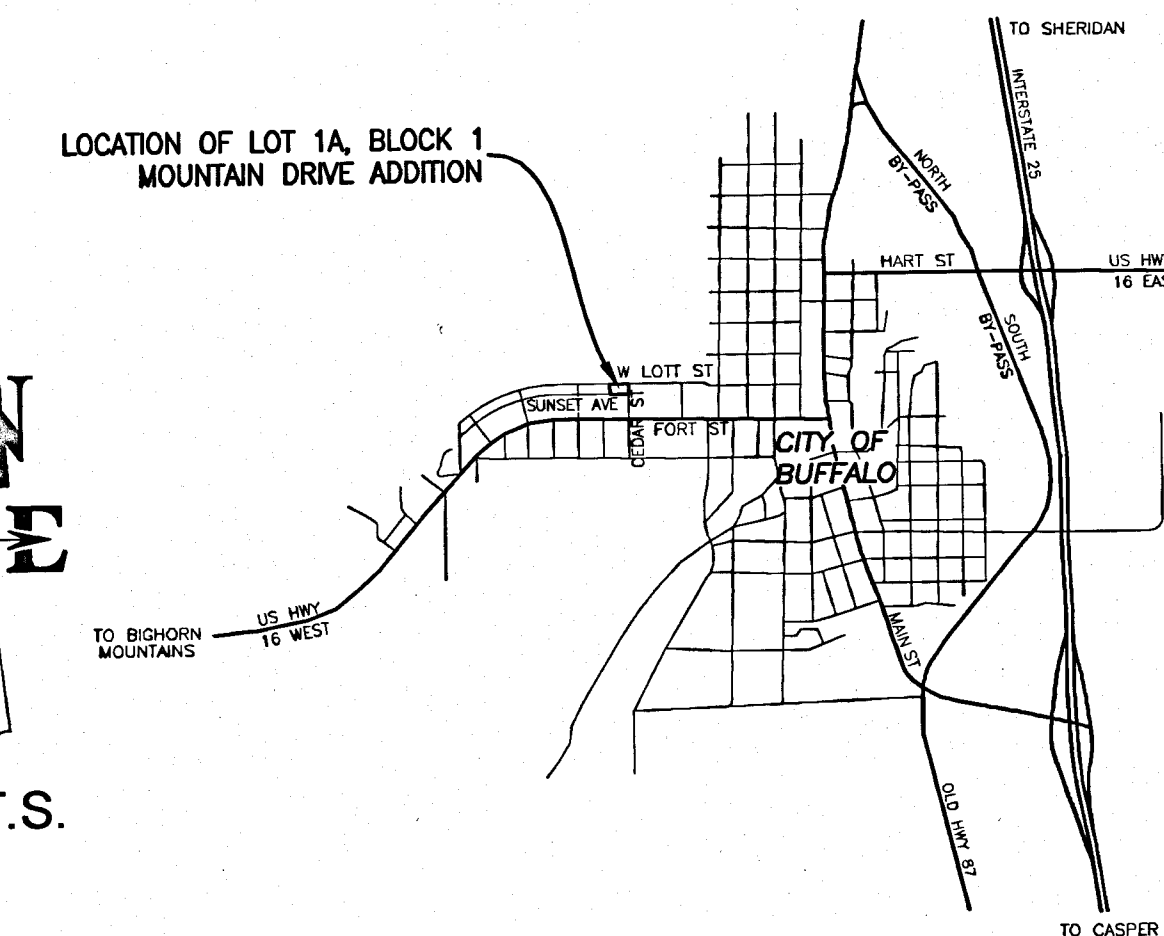 TO SHERIDAN
INTERSTATE 25
LOCATION OF LOT 1A, BLOCK 1
MOUNTAIN DRIVE ADDITION
NORTH
BY-PASS
HART ST
US HW
16 EAS
SOUTH
BY-PASS
W LOTT ST
SUNSET AVE
CEDAR ST
FORT ST
CITY OF
BUFFALO
N
E
US HWY
16 WEST
TO BIGHORN
MOUNTAINS
MAIN ST
T.S.
OLD HWY 87
TO CASPER